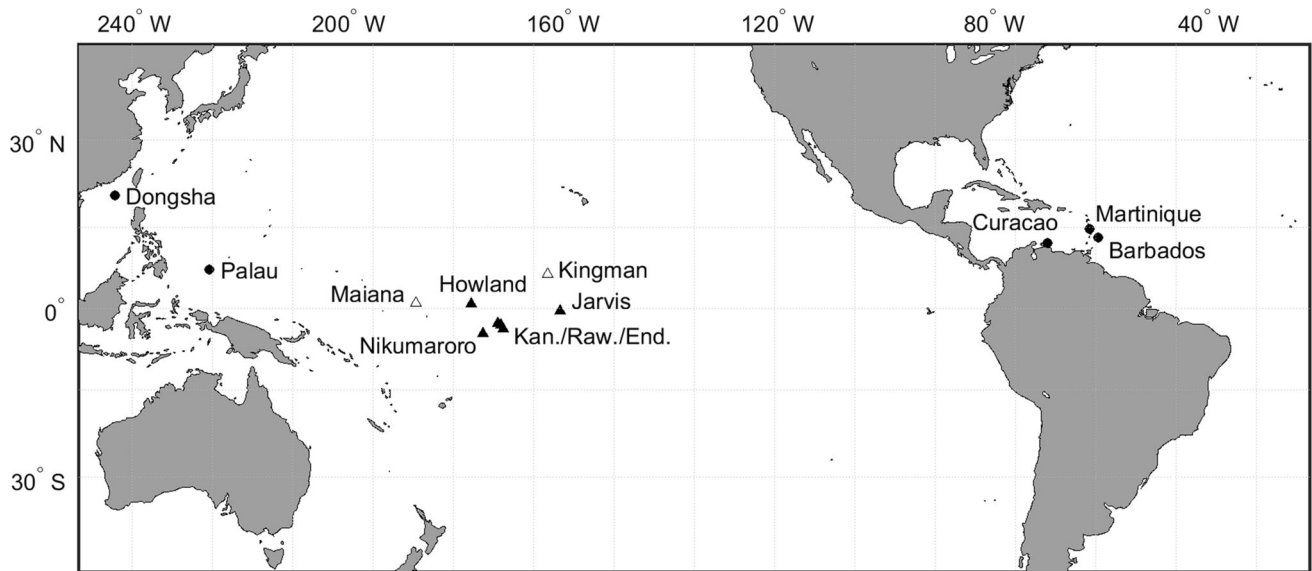 240° W 200° W 160° W 120° W 80° W 40° W
30° N
Dongsha
Curacao
Martinique
Barbados
Palau
Howland
Kingman
Maiana
Jarvis
0°
Nikumaroro
Kan./Raw./End.
30° S